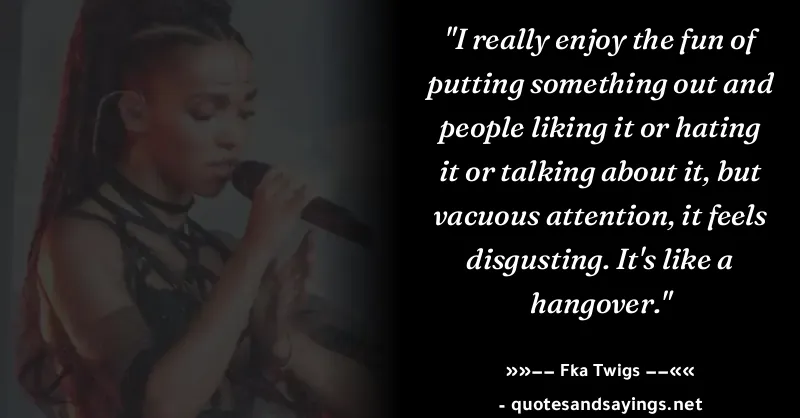 "I really enjoy the fun of
putting something out and
people liking it or hating
it or talking about it, but
vacuous attention, it feels
disgusting. It's like a
hangover."
»»−− Fka Twigs −−««
- quotesandsayings.net